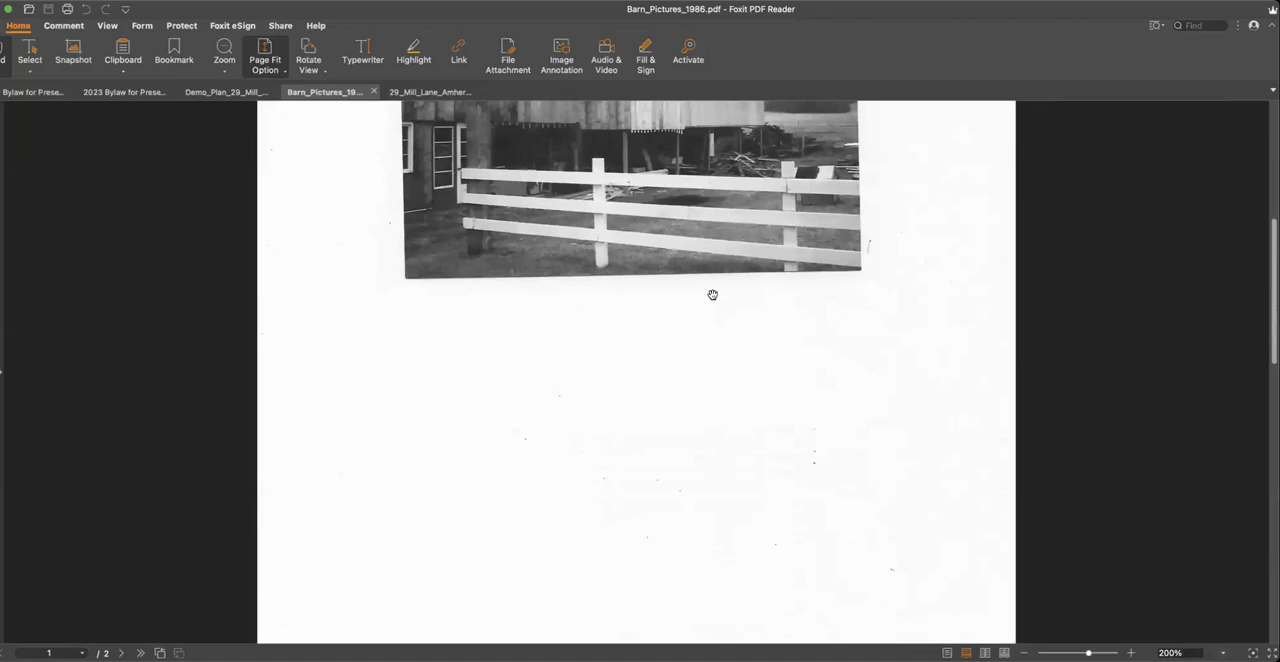 Barn_Pictures_1986.pdf - Foxit PDF Reader
Home Comment View Form Protect Foxit eSign Share Help
Find
Select Snapshot Clipboard Bookmark Zoom Page Fit Option Rotate View Typewriter Highlight Link File Attachment Image Annotation Audio & Video Fill & Sign Activate
Bylaw for Prese... 2023 Bylaw for Prese... Demo_Plan_29_Mill_... Barn_Pictures_19... 29_Mill_Lane_Amher...
1 / 2 200%